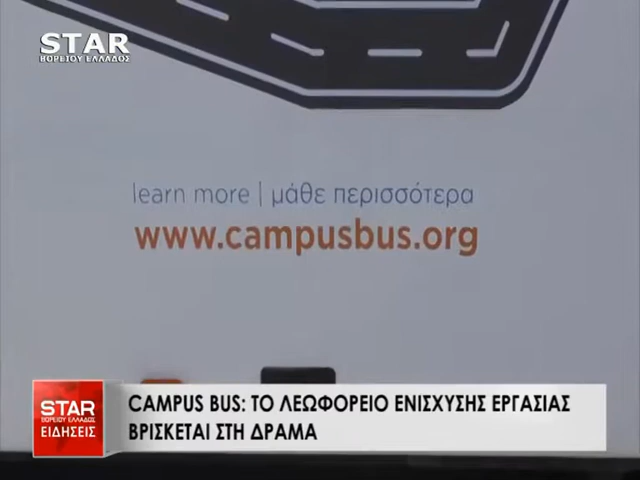 STAR
ΒΟΡΕΙΟΥ ΕΛΛΑΔΟΣ
learn more | μάθε περισσότερα
www.campusbus.org
STAR
ΒΟΡΕΙΟΥ ΕΛΛΑΔΟΣ
ΕΙΔΗΣΕΙΣ
CAMPUS BUS: ΤΟ ΛΕΩΦΟΡΕΙΟ ΕΝΙΣΧΥΣΗΣ ΕΡΓΑΣΙΑΣ
ΒΡΙΣΚΕΤΑΙ ΣΤΗ ΔΡΑΜΑ